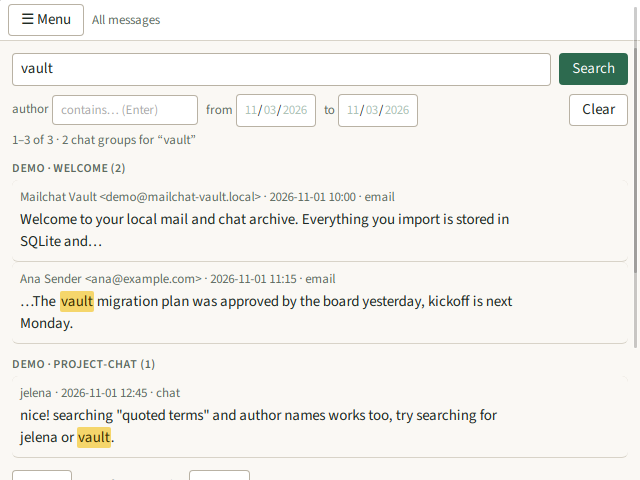 ☰ Menu
All messages
vault
Search
author contains… (Enter) from 11/03/2026 to 11/03/2026 Clear
1–3 of 3 · 2 chat groups for “vault”
DEMO · WELCOME (2)
Mailchat Vault <demo@mailchat-vault.local> · 2026-11-01 10:00 · email
Welcome to your local mail and chat archive. Everything you import is stored in
SQLite and…
Ana Sender <ana@example.com> · 2026-11-01 11:15 · email
…The vault migration plan was approved by the board yesterday, kickoff is next
Monday.
DEMO · PROJECT-CHAT (1)
jelena · 2026-11-01 12:45 · chat
nice! searching "quoted terms" and author names works too, try searching for
jelena or vault.